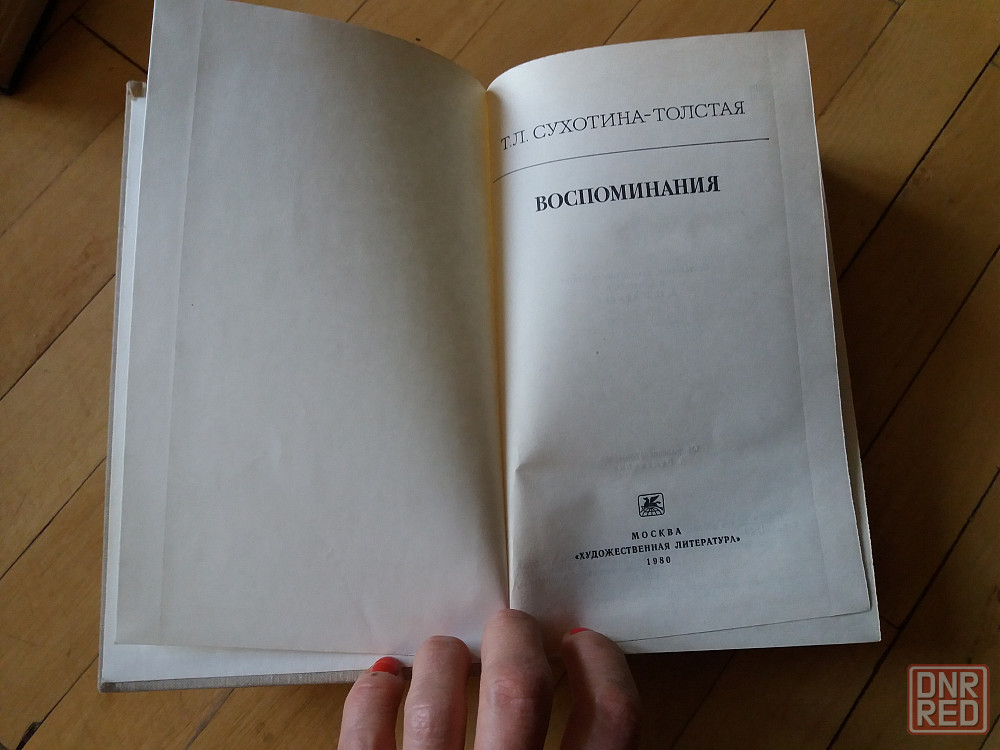 Т.Л. СУХОТИНА-ТОЛСТАЯ
ВОСПОМИНАНИЯ
МОСКВА
«ХУДОЖЕСТВЕННАЯ ЛИТЕРАТУРА»
1980
DNR
RED